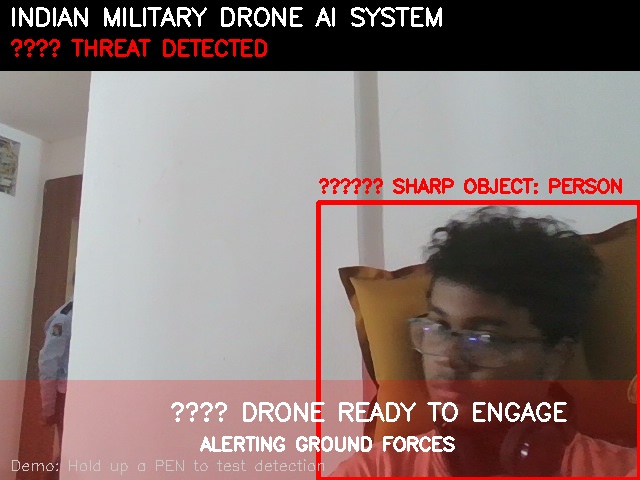 INDIAN MILITARY DRONE AI SYSTEM
???? THREAT DETECTED
?????? SHARP OBJECT: PERSON
???? DRONE READY TO ENGAGE
ALERTING GROUND FORCES
Demo: Hold up a PEN to test detection